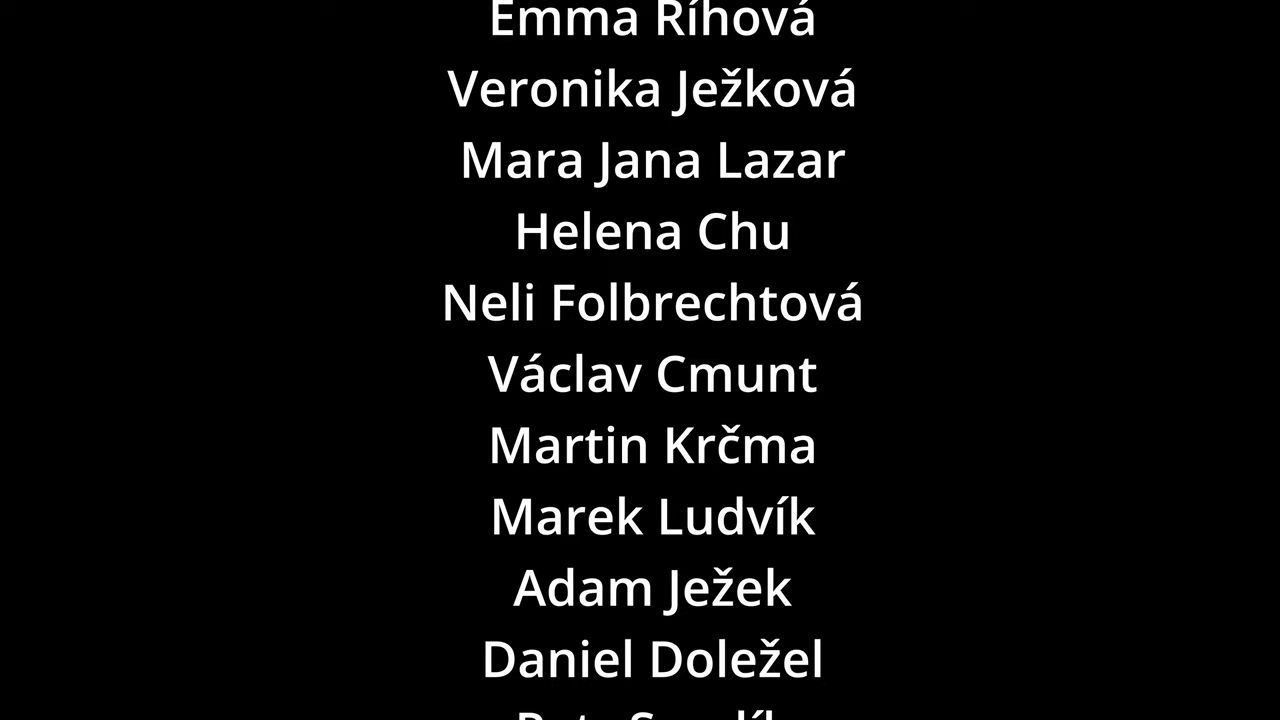 Emma Říhová
Veronika Ježková
Mara Jana Lazar
Helena Chu
Neli Folbrechtová
Václav Cmunt
Martin Krčma
Marek Ludvík
Adam Ježek
Daniel Doležel